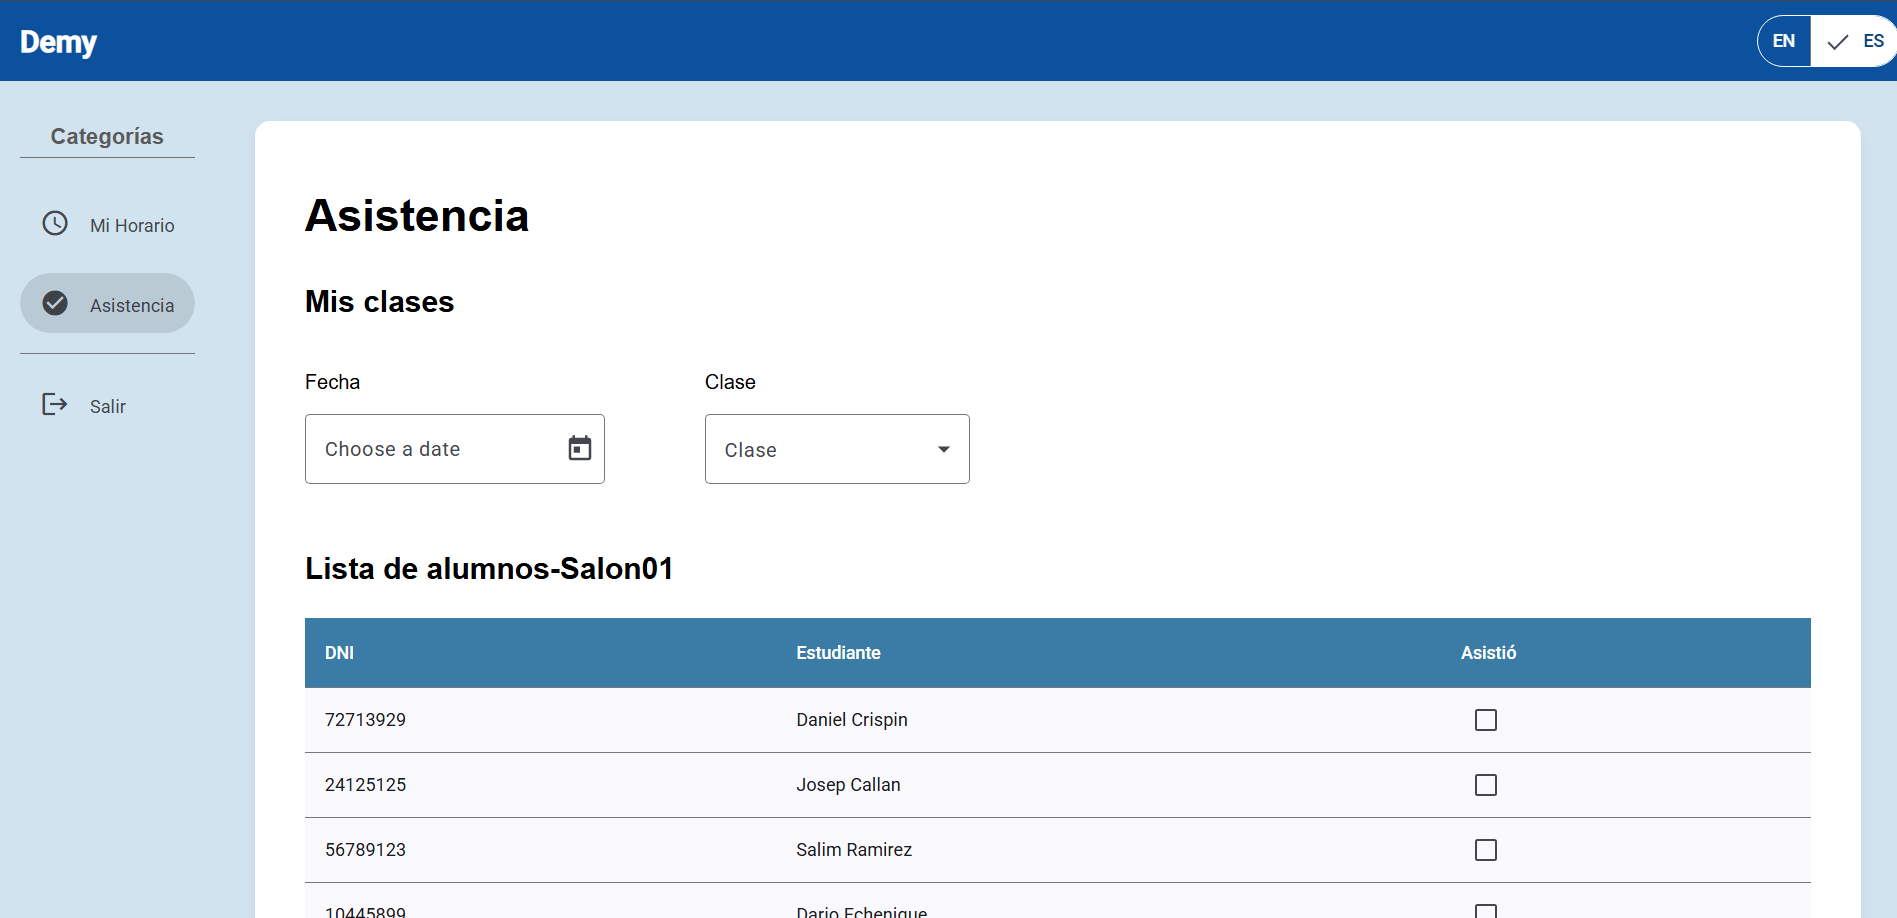 Demy
EN
ES
Categorías
Mi Horario
Asistencia
Salir
Asistencia
Mis clases
Fecha
Clase
Choose a date
Clase
Lista de alumnos-Salon01
DNI Estudiante Asistió
72713929 Daniel Crispin
24125125 Josep Callan
56789123 Salim Ramirez
10445899 Dario Echenique